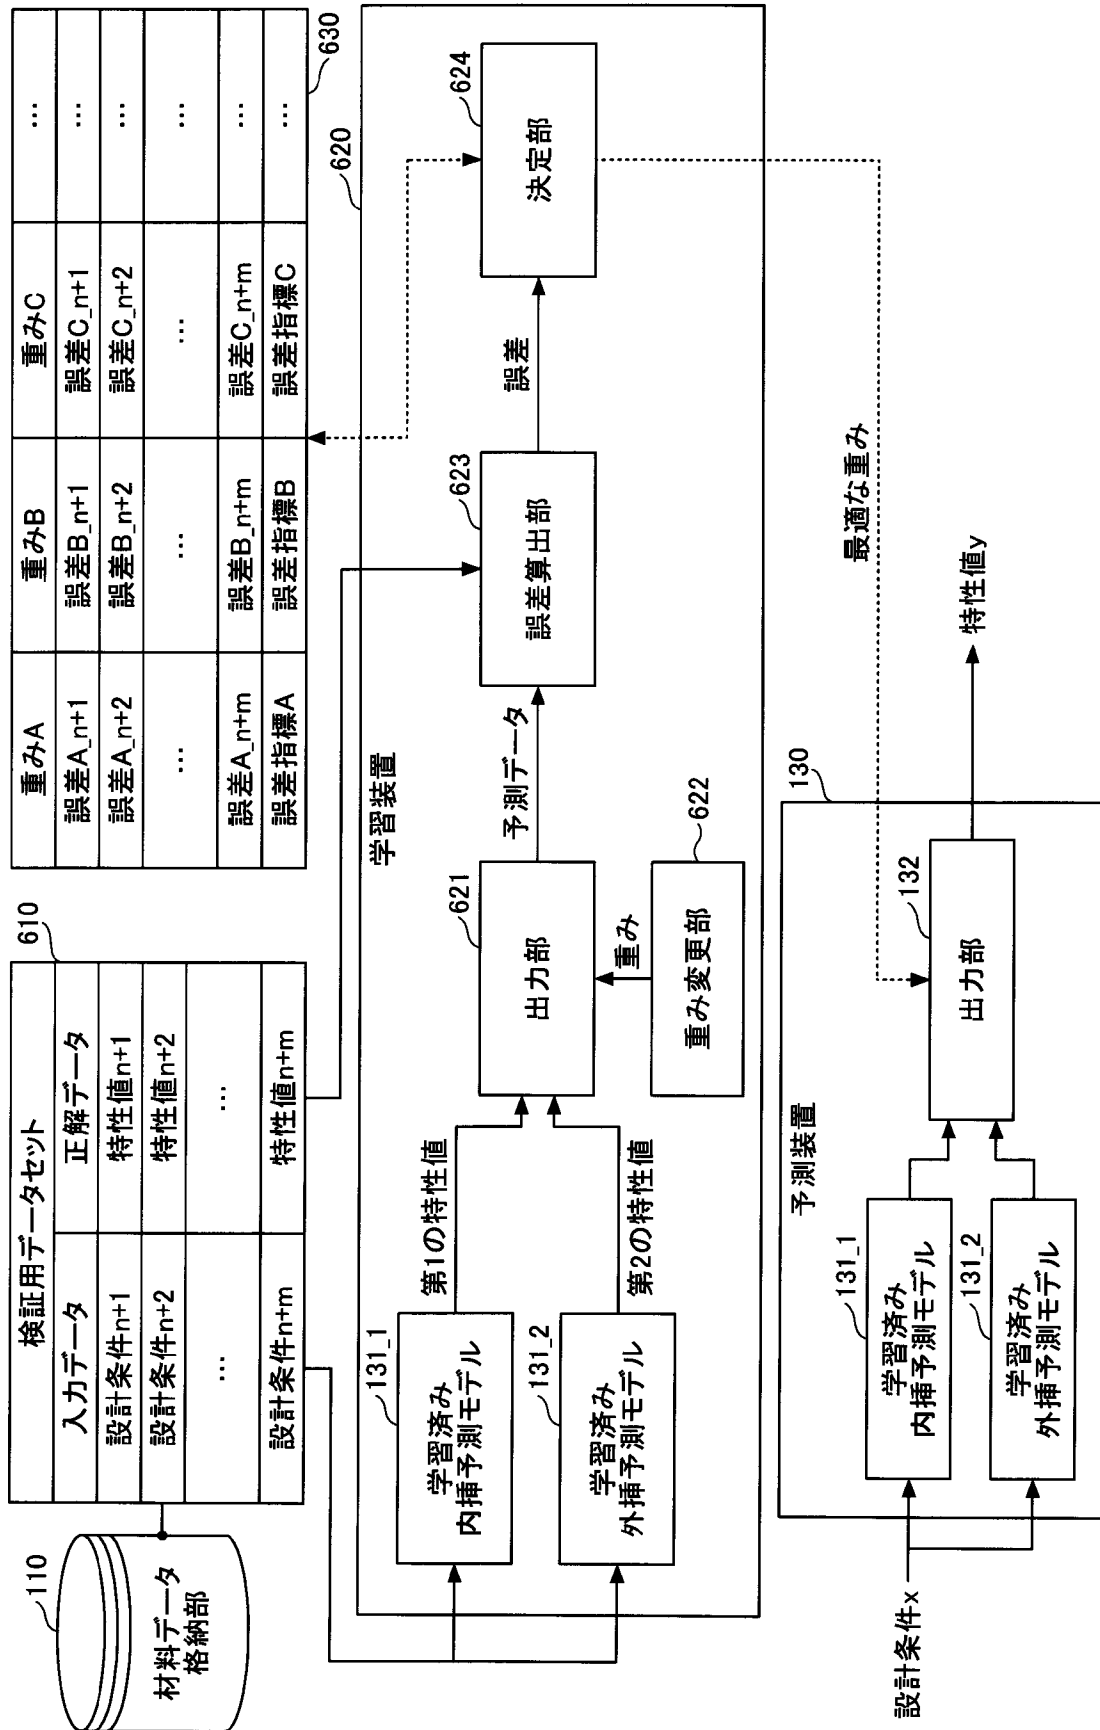 110
材料データ
格納部
610
検証用データセット
入力データ 正解データ
設計条件n+1 特性値n+1
設計条件n+2 特性値n+2
… …
設計条件n+m 特性値n+m
重みA 重みB 重みC …
誤差A_n+1 誤差B_n+1 誤差C_n+1 …
誤差A_n+2 誤差B_n+2 誤差C_n+2 …
… … … …
誤差A_n+m 誤差B_n+m 誤差C_n+m …
誤差指標A 誤差指標B 誤差指標C …
630
620
学習装置
131_1
学習済み
内挿予測モデル
第1の特性値
131_2
学習済み
外挿予測モデル
第2の特性値
621
出力部
重み
622
重み変更部
予測データ
623
誤差算出部
誤差
624
決定部
最適な重み
130
予測装置
設計条件x
131_1
学習済み
内挿予測モデル
131_2
学習済み
外挿予測モデル
132
出力部
特性値y